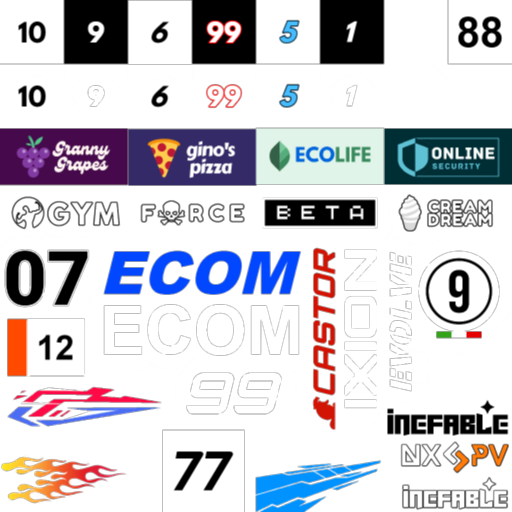 10 9 6 99 5 1 88
10 9 6 99 5 1
Granny Grapes
gino's pizza
ECOLIFE
ONLINE SECURITY
GYM
FORCE
BETA
CREAM DREAM
07
ECOM
ECOM
CASTOR
IXION
EVOLVE
9
12
99
77
INEFABLE
NX
PV
INEFABLE